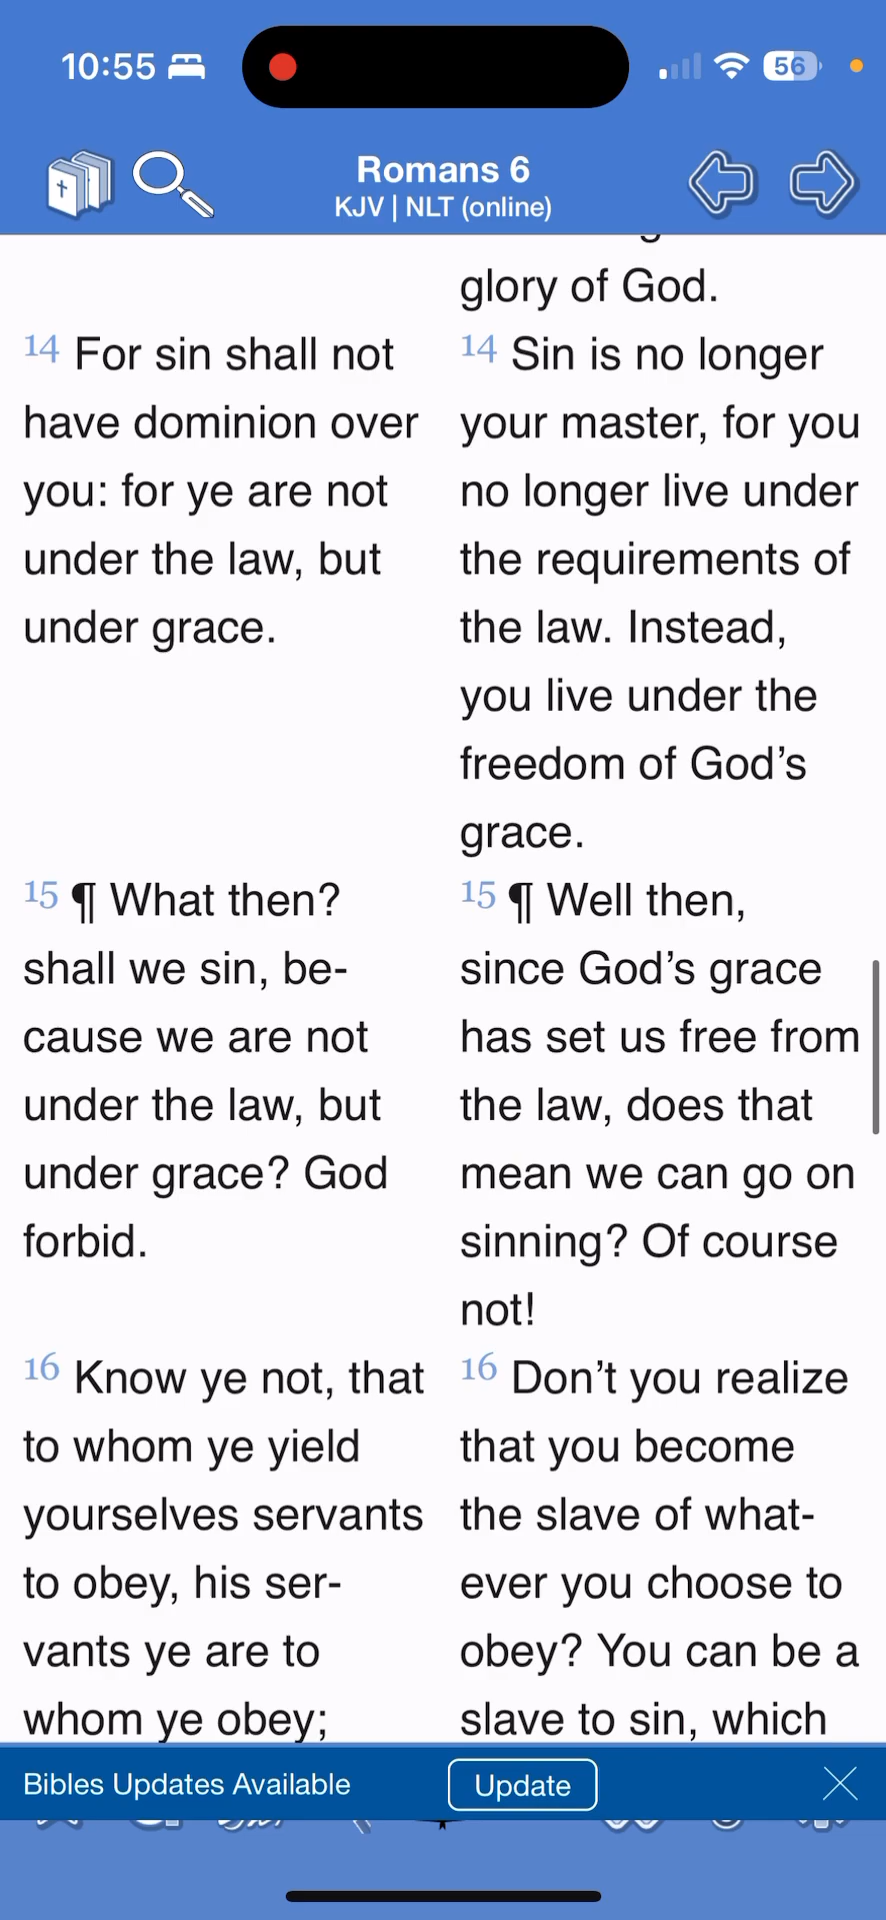 10:55
56
Romans 6
KJV | NLT (online)
glory of God.
14 For sin shall not
have dominion over
you: for ye are not
under the law, but
under grace.
14 Sin is no longer
your master, for you
no longer live under
the requirements of
the law. Instead,
you live under the
freedom of God’s
grace.
15 ¶ What then?
shall we sin, be-
cause we are not
under the law, but
under grace? God
forbid.
15 ¶ Well then,
since God’s grace
has set us free from
the law, does that
mean we can go on
sinning? Of course
not!
16 Know ye not, that
to whom ye yield
yourselves servants
to obey, his ser-
vants ye are to
whom ye obey;
16 Don’t you realize
that you become
the slave of what-
ever you choose to
obey? You can be a
slave to sin, which
Bibles Updates Available
Update